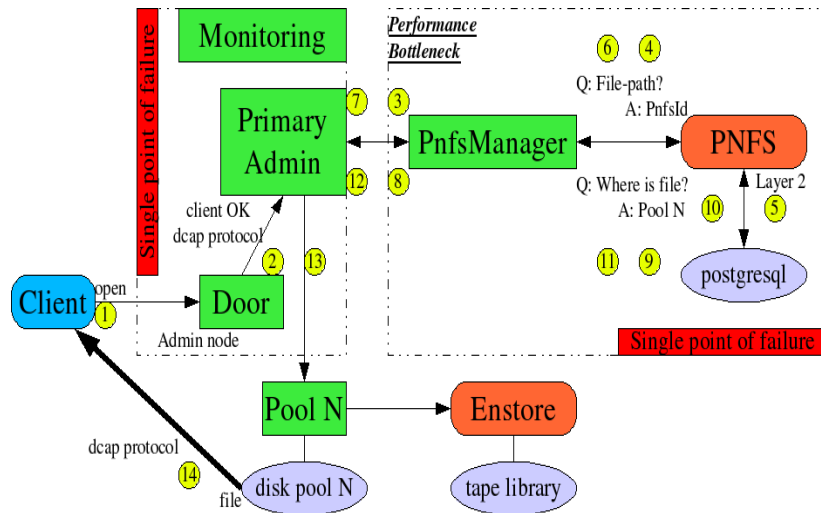 Monitoring
Performance
Bottleneck
6
4
Q: File-path?
A: PnfsId
Single point of failure
7
3
Primary
Admin
PnfsManager
PNFS
12
8
Q: Where is file?
A: Pool N
Layer 2
10
5
client OK
dcap protocol
2
13
11
9
postgresql
Client
open
1
Door
Admin node
Single point of failure
Pool N
Enstore
dcap protocol
14
file
disk pool N
tape library